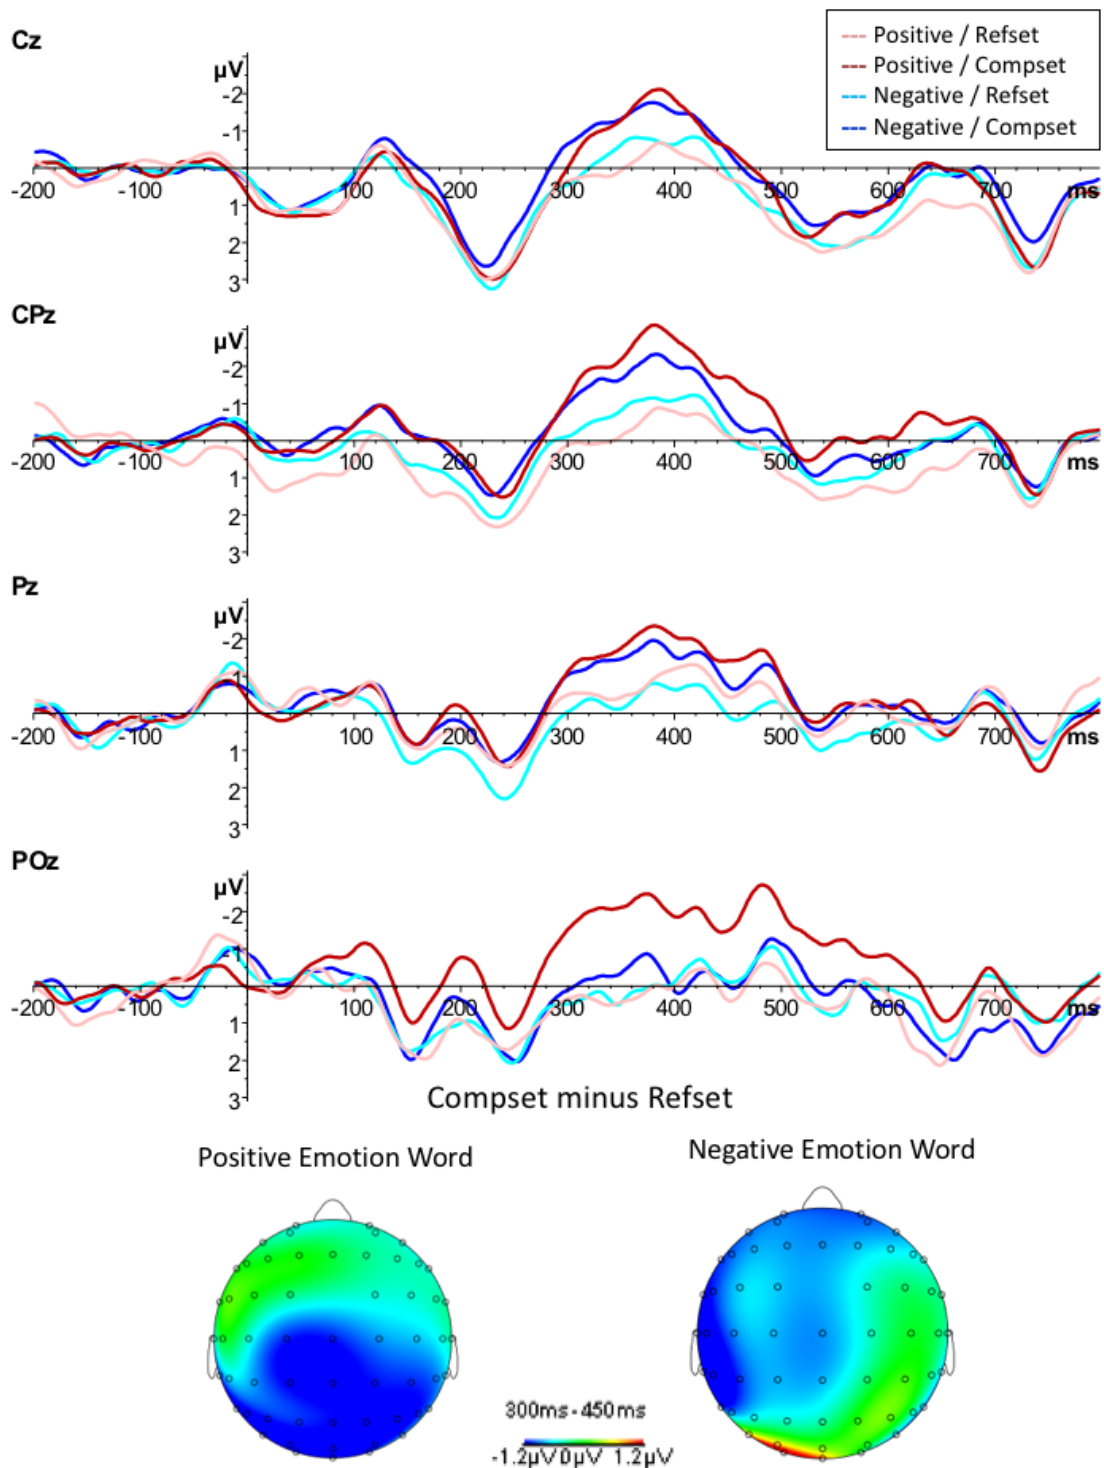 Cz
Positive / Refset
Positive / Compset
Negative / Refset
Negative / Compset
µV
-2
-1
-200 -100 100 200 300 400 500 600 700 ms
1
2
3
CPz
µV
-2
-1
-200 -100 100 200 300 400 500 600 700 ms
1
2
3
Pz
µV
-2
-1
-200 -100 100 200 300 400 500 600 700 ms
1
2
3
POz
µV
-2
-1
-200 -100 100 200 300 400 500 600 700 ms
1
2
3
Compset minus Refset
Positive Emotion Word
Negative Emotion Word
300ms - 450ms
-1.2µV 0µV 1.2µV